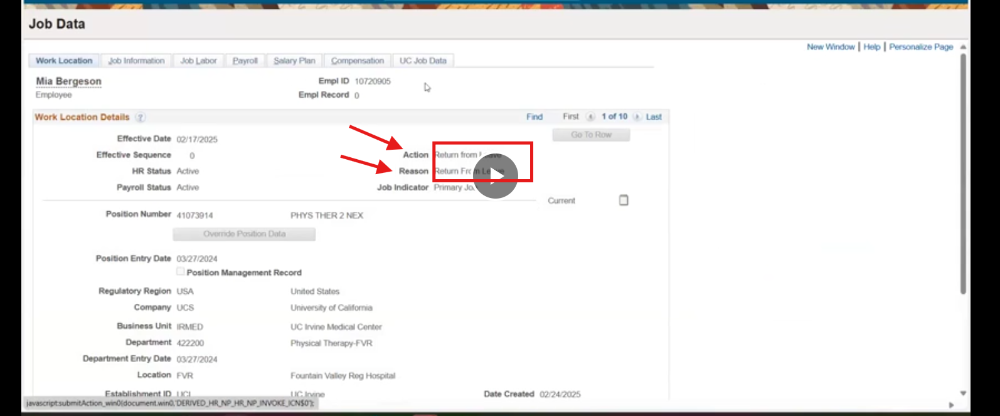 Job Data
New Window | Help | Personalize Page
Work Location Job Information Job Labor Payroll Salary Plan Compensation UC Job Data
Mia Bergeson Empl ID 10720905
Employee Empl Record 0
Work Location Details ? Find First 1 of 10 Last
Effective Date 02/17/2025 Go To Row
Effective Sequence 0 Action Return from Leave
HR Status Active Reason Return From Leave
Payroll Status Active Job Indicator Primary
Current
Position Number 41073914 PHYS THER 2 NEX
Override Position Data
Position Entry Date 03/27/2024
Position Management Record
Regulatory Region USA United States
Company UCS University of California
Business Unit IRMED UC Irvine Medical Center
Department 422200 Physical Therapy-FVR
Department Entry Date 03/27/2024
Location FVR Fountain Valley Reg Hospital
Establishment ID UCI UC Irvine Date Created 02/24/2025
javascript:submitAction_win0(document.win0,'DERIVED_HR_NP_HR_NP_INVOKE_ICN$0');